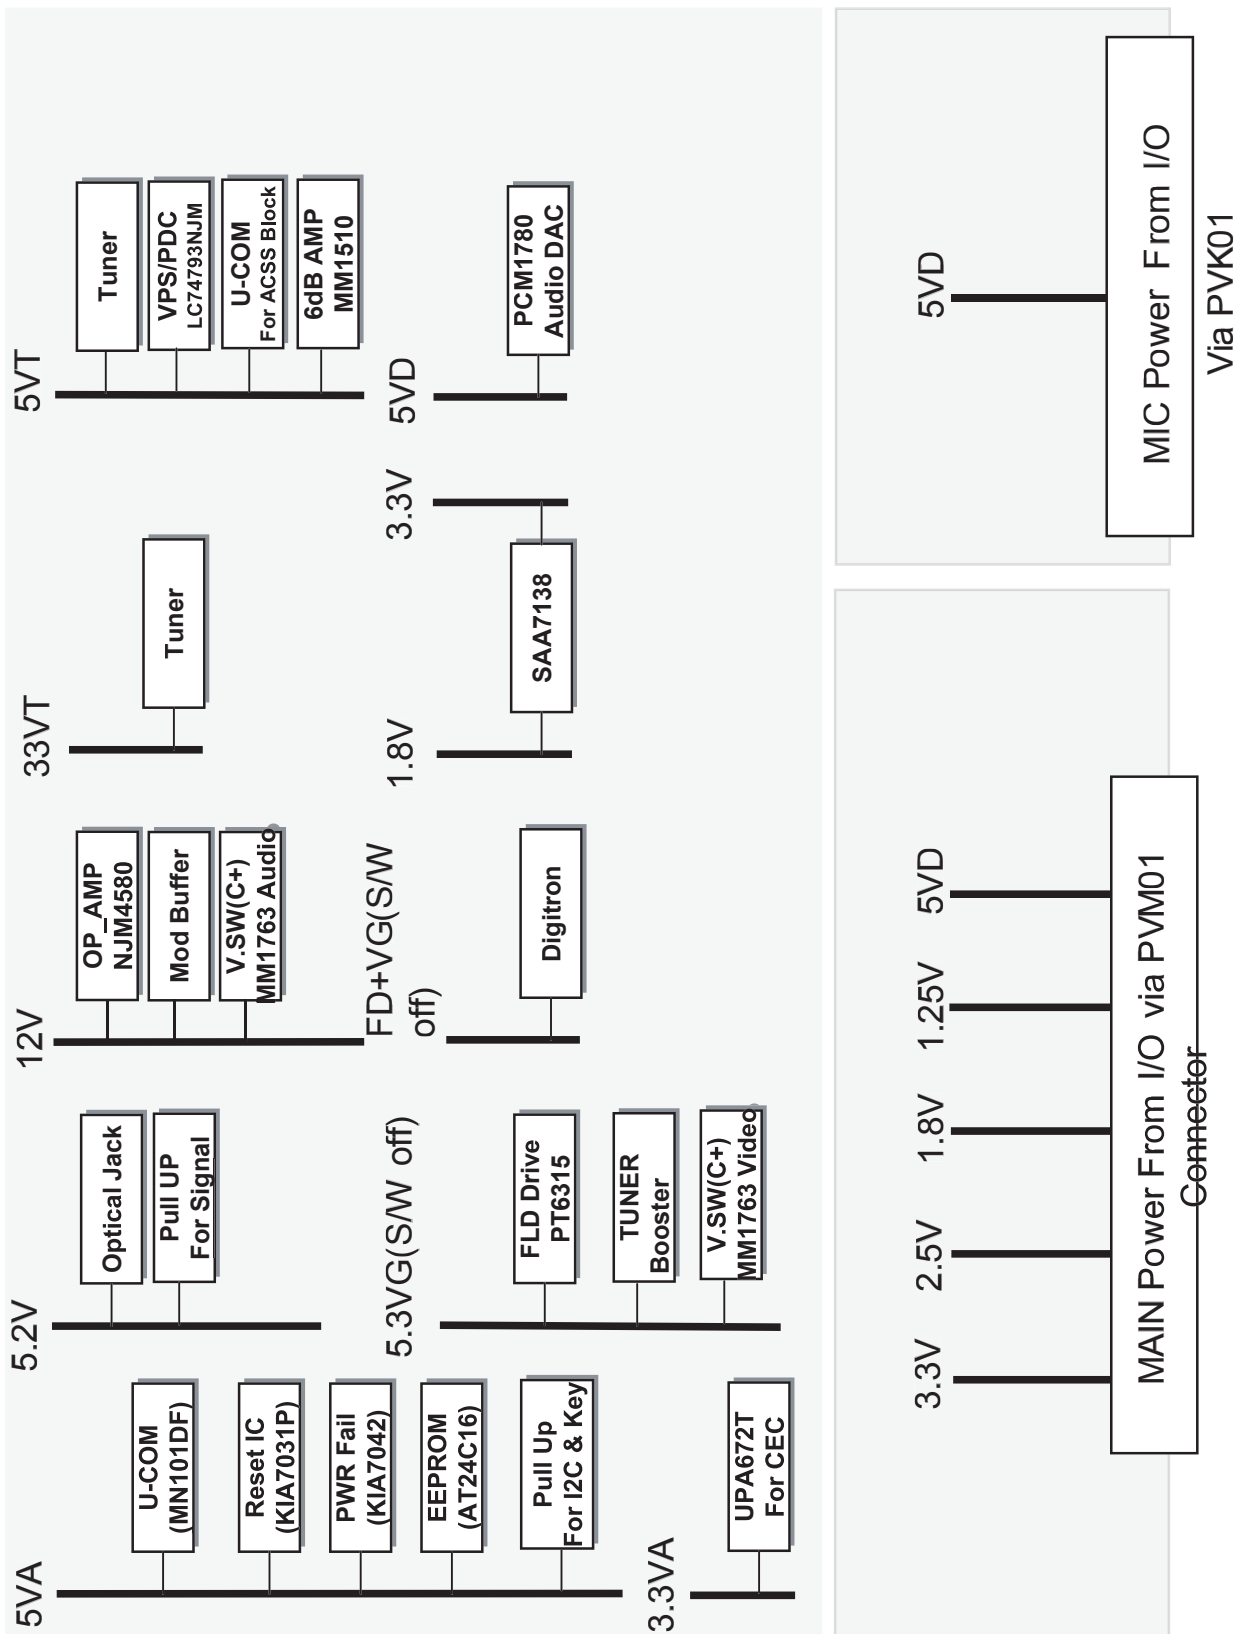 5VA
U-COM
(MN101DF)
Reset IC
(KIA7031P)
PWR Fail
(KIA7042)
EEPROM
(AT24C16)
Pull Up
For I2C & Key
3.3VA
UPA672T
For CEC
5.2V
Optical Jack
Pull UP
For Signal
5.3VG(S/W off)
FLD Drive
PT6315
TUNER
Booster
V.SW(C+)
MM1763 Video
12V
OP_AMP
NJM4580
Mod Buffer
V.SW(C+)
MM1763 Audio
FD+VG(S/W
off)
Digitron
33VT
Tuner
1.8V
SAA7138
3.3V
5VT
Tuner
VPS/PDC
LC74793NJM
U-COM
For ACSS Block
6dB AMP
MM1510
5VD
PCM1780
Audio DAC
3.3V
2.5V
1.8V
1.25V
5VD
MAIN Power From I/O via PVM01
Connector
5VD
MIC Power From I/O
Via PVK01